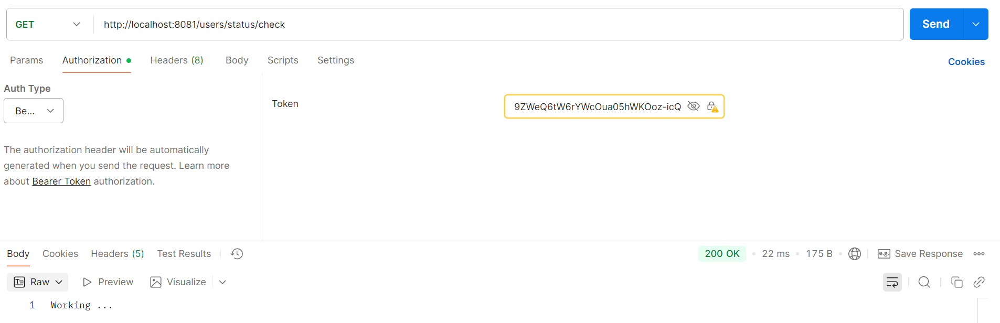 GET http://localhost:8081/users/status/check Send
Params Authorization Headers (8) Body Scripts Settings Cookies
Auth Type
Be...
Token 9ZWeQ6tW6rYWcOua05hWKOoz-icQ
The authorization header will be automatically
generated when you send the request. Learn more
about Bearer Token authorization.
Body Cookies Headers (5) Test Results 200 OK 22 ms 175 B e.g. Save Response
Raw Preview Visualize
1 Working ...